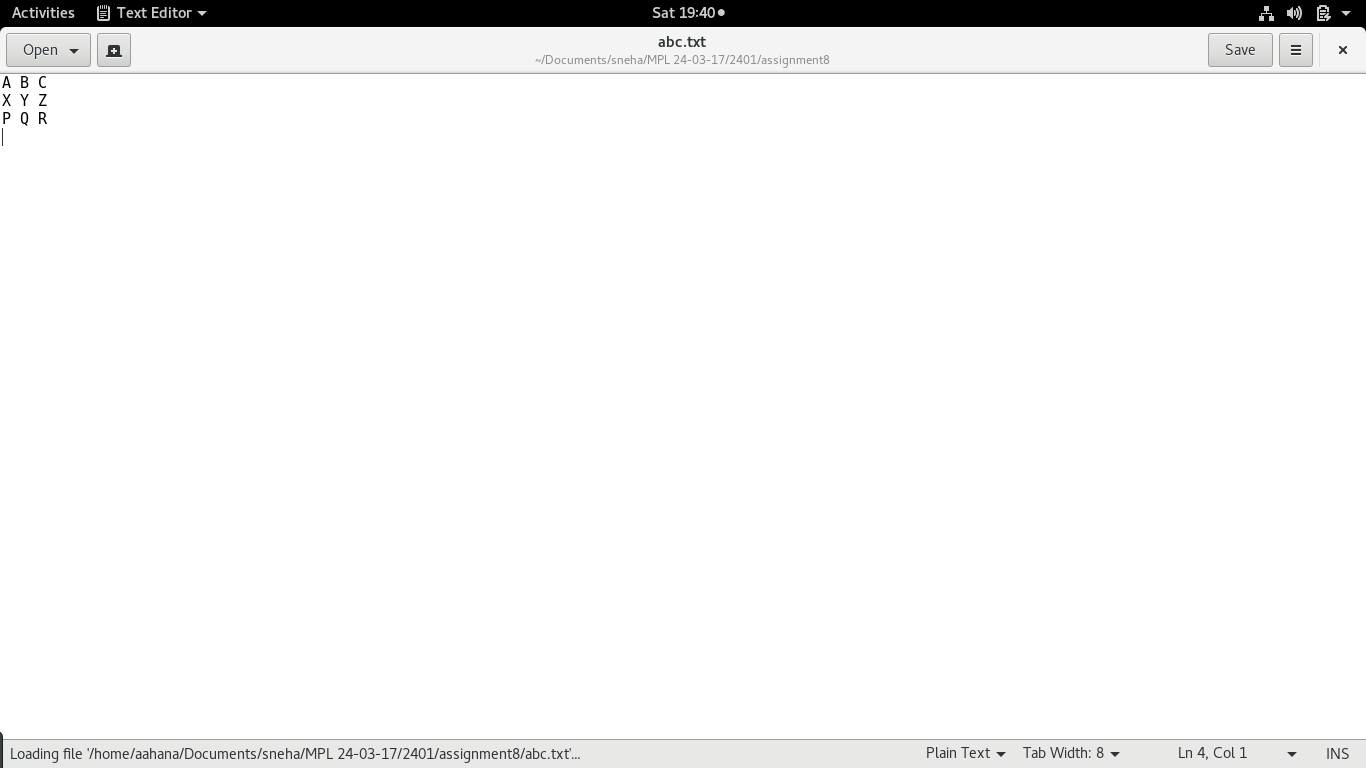 Activities Text Editor Sat 19:40
Open abc.txt Save
~/Documents/sneha/MPL 24-03-17/2401/assignment8
A B C
X Y Z
P Q R
Loading file '/home/aahana/Documents/sneha/MPL 24-03-17/2401/assignment8/abc.txt'... Plain Text Tab Width: 8 Ln 4, Col 1 INS